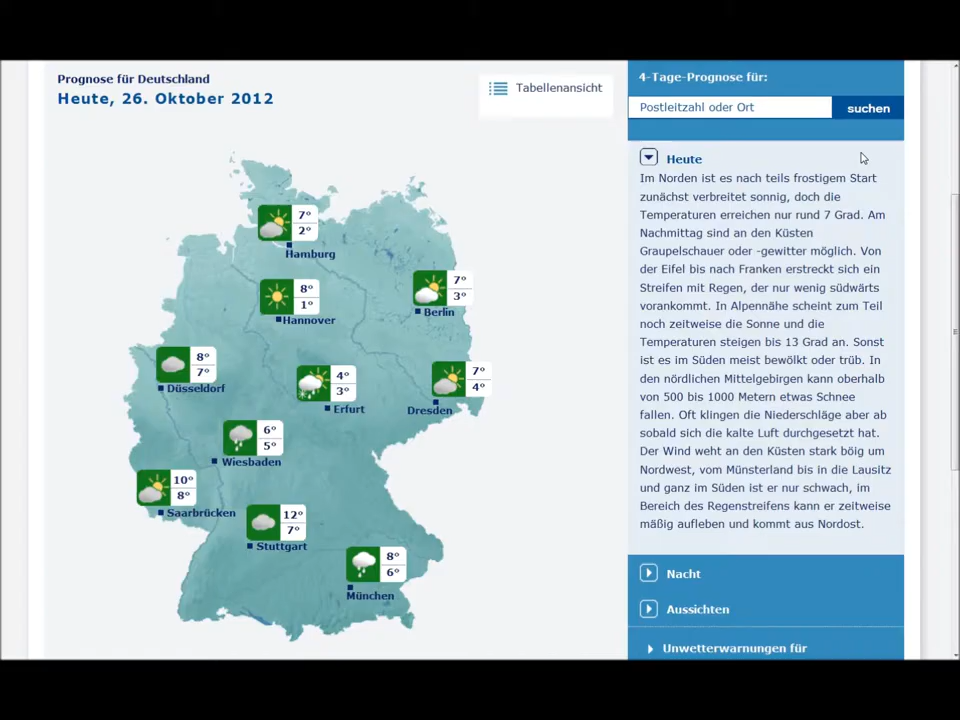 Prognose für Deutschland
Heute, 26. Oktober 2012
Tabellenansicht
7°
2°
Hamburg
8°
1°
Hannover
7°
3°
Berlin
8°
7°
Düsseldorf
4°
3°
Erfurt
7°
4°
Dresden
6°
5°
Wiesbaden
10°
8°
Saarbrücken
12°
7°
Stuttgart
8°
6°
München
4-Tage-Prognose für:
Postleitzahl oder Ort
suchen
Heute
Im Norden ist es nach teils frostigem Start
zunächst verbreitet sonnig, doch die
Temperaturen erreichen nur rund 7 Grad. Am
Nachmittag sind an den Küsten
Graupelschauer oder -gewitter möglich. Von
der Eifel bis nach Franken erstreckt sich ein
Streifen mit Regen, der nur wenig südwärts
vorankommt. In Alpennähe scheint zum Teil
noch zeitweise die Sonne und die
Temperaturen steigen bis 13 Grad an. Sonst
ist es im Süden meist bewölkt oder trüb. In
den nördlichen Mittelgebirgen kann oberhalb
von 500 bis 1000 Metern etwas Schnee
fallen. Oft klingen die Niederschläge aber ab
sobald sich die kalte Luft durchgesetzt hat.
Der Wind weht an den Küsten stark böig um
Nordwest, vom Münsterland bis in die Lausitz
und ganz im Süden ist er nur schwach, im
Bereich des Regenstreifens kann er zeitweise
mäßig aufleben und kommt aus Nordost.
Nacht
Aussichten
Unwetterwarnungen für